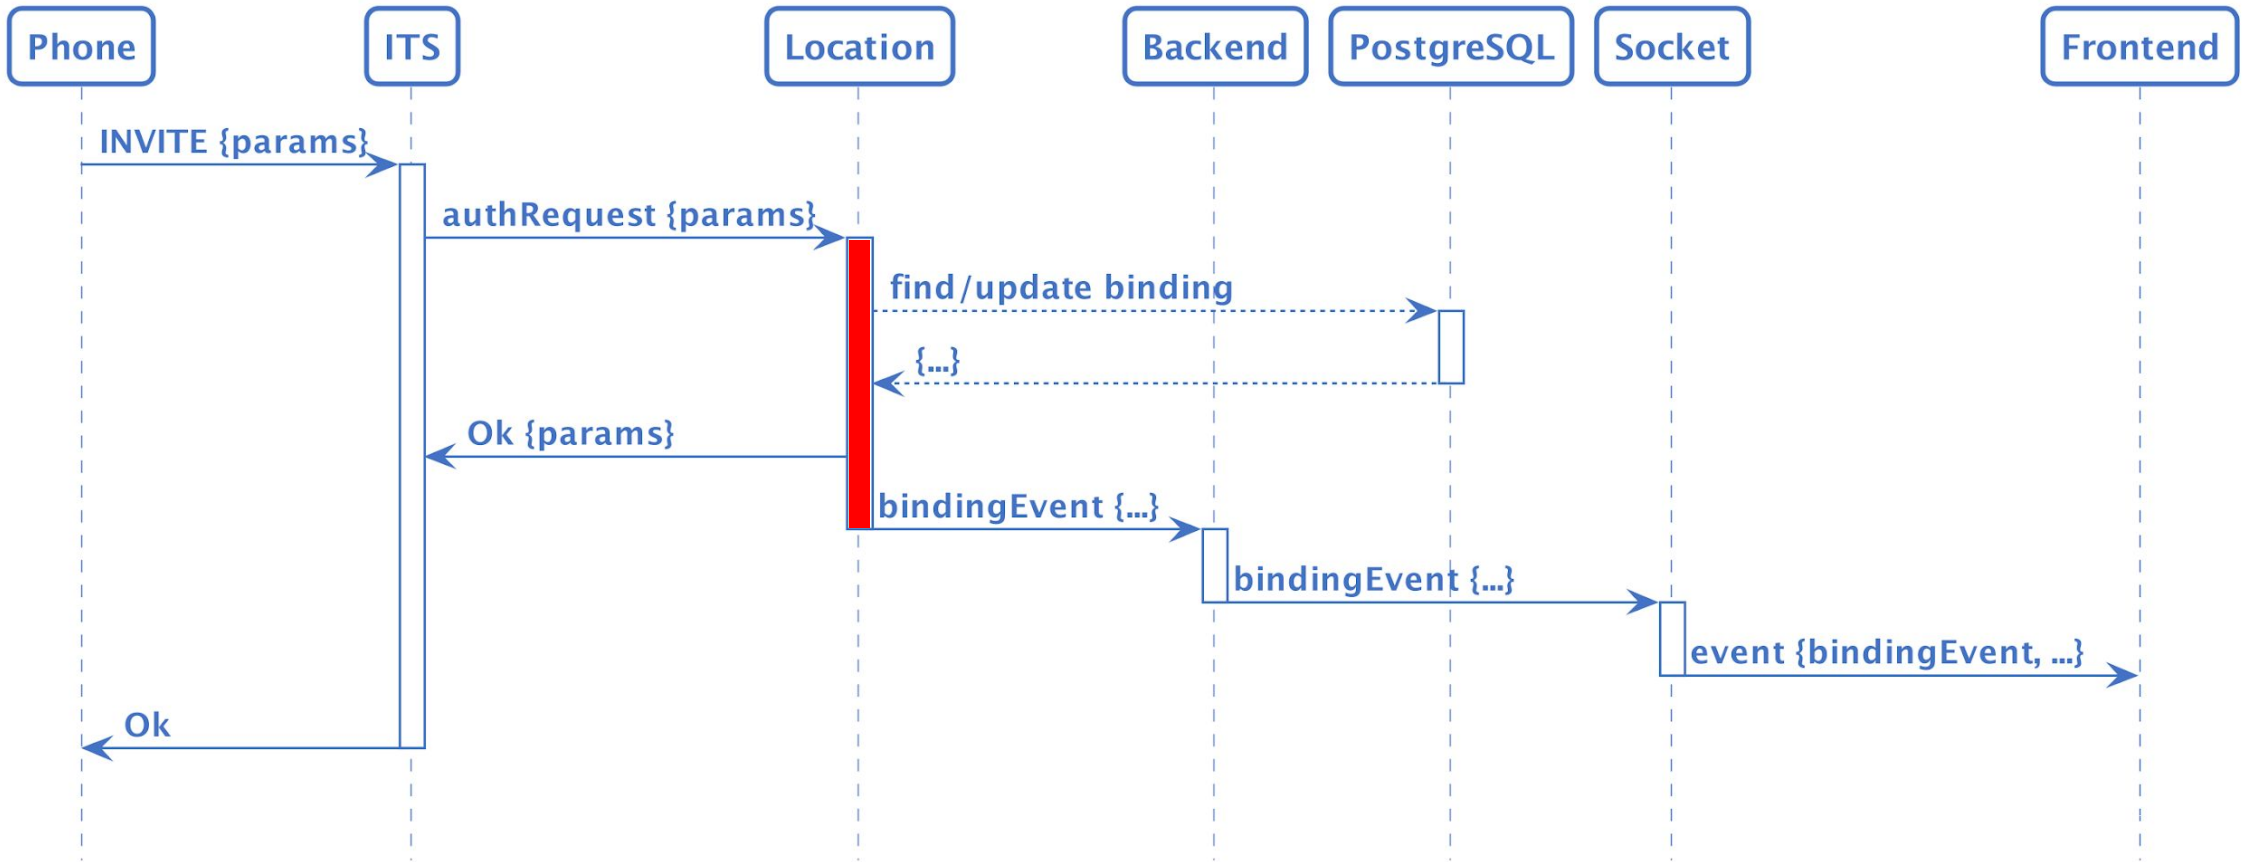 Phone
ITS
Location
Backend
PostgreSQL
Socket
Frontend
INVITE {params}
authRequest {params}
find/update binding
{...}
Ok {params}
bindingEvent {...}
bindingEvent {...}
event {bindingEvent, ...}
Ok